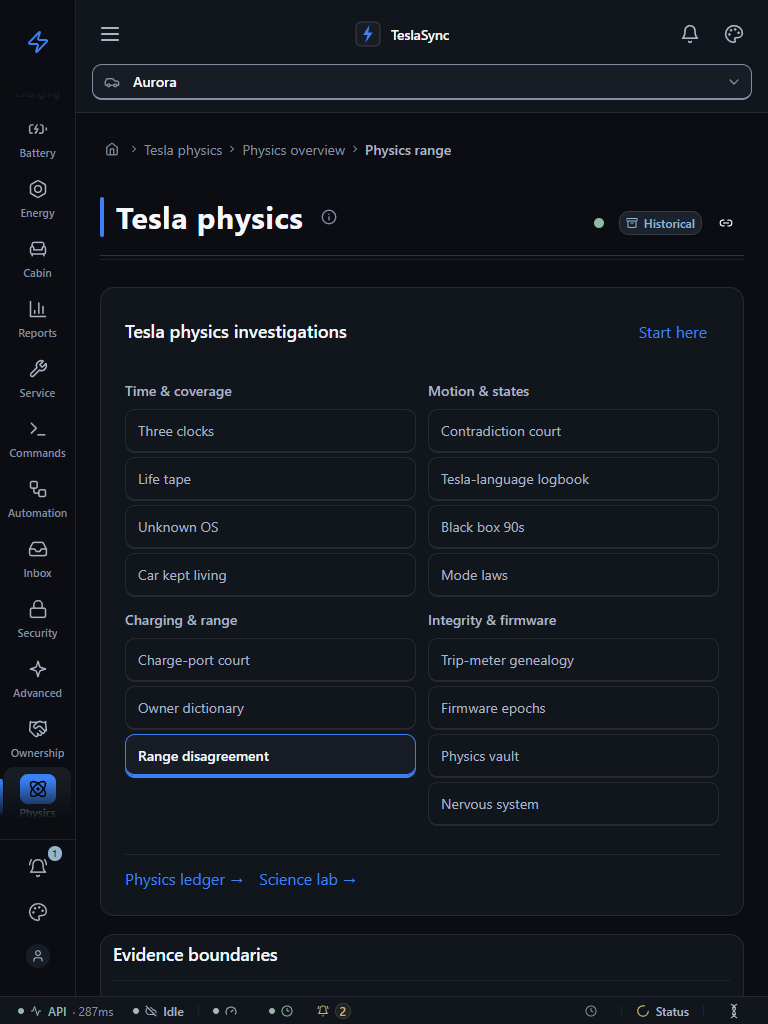 TeslaSync
Aurora
Charging
Battery
Energy
Cabin
Reports
Service
Commands
Automation
Inbox
Security
Advanced
Ownership
Physics
1
Tesla physics > Physics overview > Physics range
Tesla physics
Historical
Tesla physics investigations
Start here
Time & coverage
Three clocks
Life tape
Unknown OS
Car kept living
Motion & states
Contradiction court
Tesla-language logbook
Black box 90s
Mode laws
Charging & range
Charge-port court
Owner dictionary
Range disagreement
Integrity & firmware
Trip-meter genealogy
Firmware epochs
Physics vault
Nervous system
Physics ledger → Science lab →
Evidence boundaries
API · 287ms Idle 2 Status